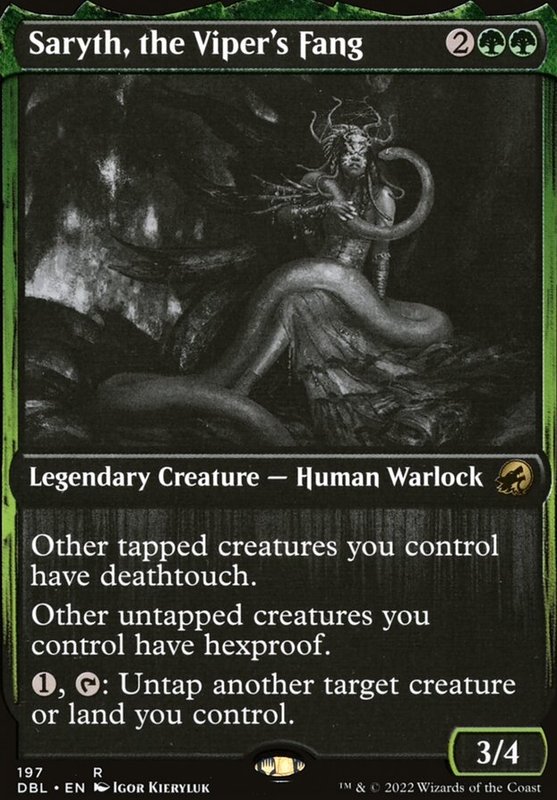 Saryth, the Viper's Fang 2
Legendary Creature — Human Warlock
Other tapped creatures you control
have deathtouch.
Other untapped creatures you
control have hexproof.
1, : Untap another target creature
or land you control.
3/4
197 R
DBL • EN Igor Kieryluk
™ & © 2022 Wizards of the Coast